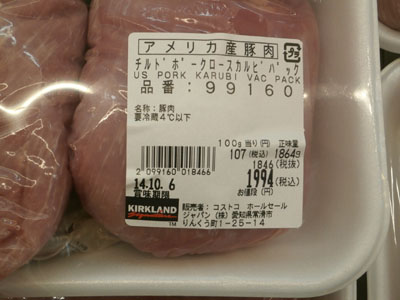 アメリカ産豚肉
チルドポークロースカルビパック
US PORK KARUBI VAC PACK
品番：99160
名称：豚肉
要冷蔵4℃以下
100g当り(円) 正味量
107(税込) 1864g
1846(税抜)
1994(税込)
お値段(円)
2 099160 018466
14.10. 6
賞味期限
KIRKLAND
Signature
販売者：コストコ ホールセール
ジャパン(株)愛知県常滑市
りんくう町1-25-14